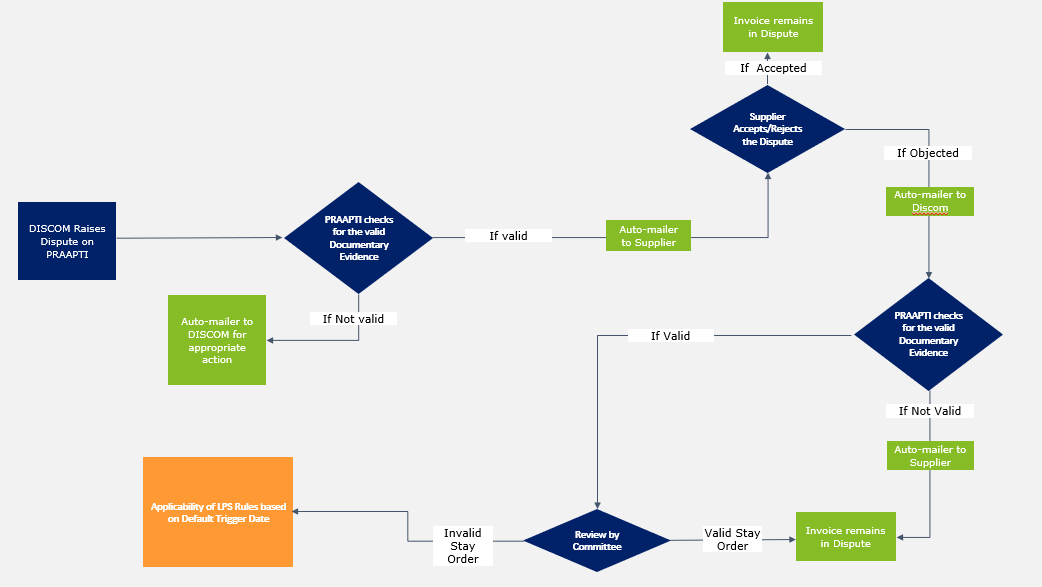 Invoice remains
in Dispute
If Accepted
Supplier
Accepts/Rejects
the Dispute
If Objected
Auto-mailer to
Discom
DISCOM Raises
Dispute on
PRAAPTI
PRAAPTI checks
for the valid
Documentary
Evidence
If valid
Auto-mailer
to Supplier
If Not valid
Auto-mailer to
DISCOM for
appropriate
action
PRAAPTI checks
for the valid
Documentary
Evidence
If Valid
If Not Valid
Auto-mailer to
Supplier
Applicability of LPS Rules based
on Default Trigger Date
Invalid
Stay
Order
Review by
Committee
Valid Stay
Order
Invoice remains
in Dispute